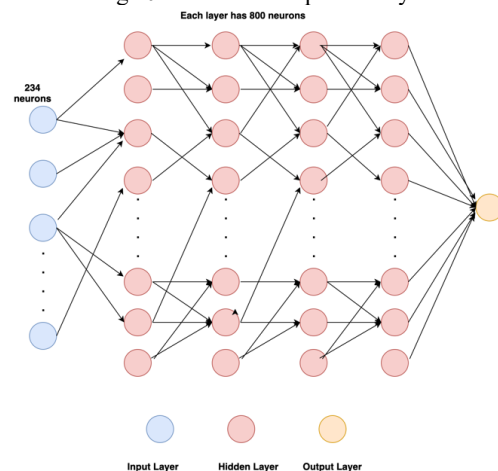 Each layer has 800 neurons
234
neurons
Input Layer
Hidden Layer
Output Layer